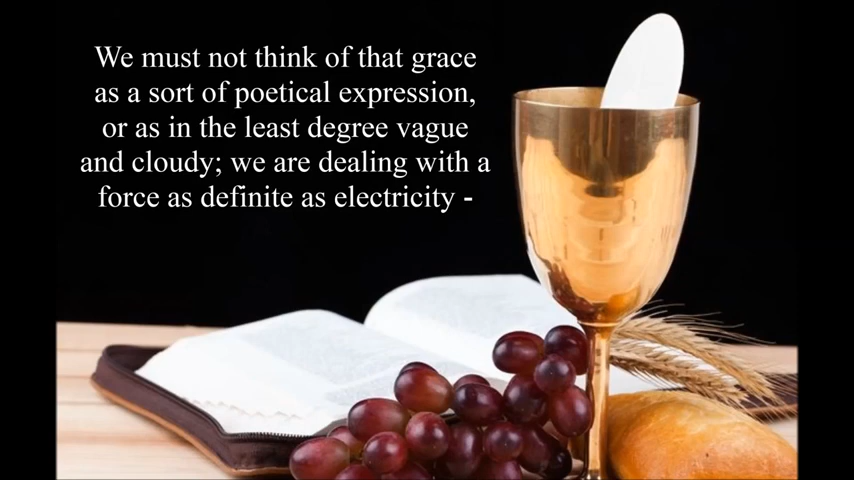 We must not think of that grace
as a sort of poetical expression,
or as in the least degree vague
and cloudy; we are dealing with a
force as definite as electricity -